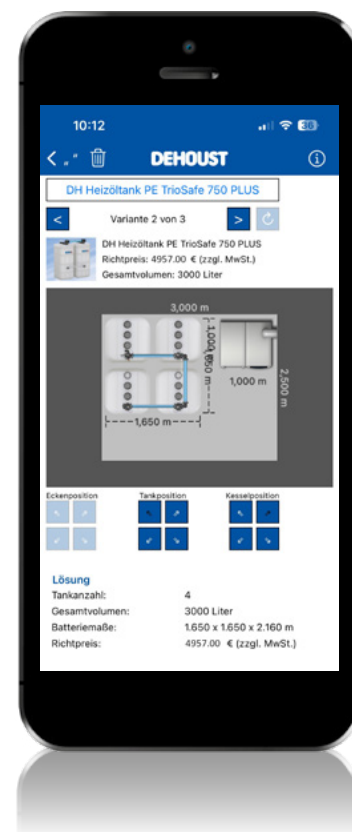 10:12
36
DEHOUST
DH Heizöltank PE TrioSafe 750 PLUS
< Variante 2 von 3 >
DH Heizöltank PE TrioSafe 750 PLUS
Richtpreis: 4957.00 € (zzgl. MwSt.)
Gesamtvolumen: 3000 Liter
3,000 m
1,000 m
2,500 m
1,650 m
Eckenposition Tankposition Kesselposition
Lösung
Tankanzahl: 4
Gesamtvolumen: 3000 Liter
Batteriemaße: 1.650 x 1.650 x 2.160 m
Richtpreis: 4957.00 € (zzgl. MwSt.)